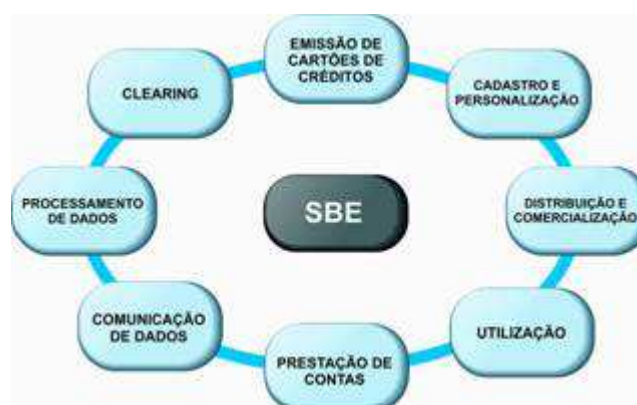 EMISSÃO DE
CARTÕES DE
CRÉDITOS
CADASTRO E
PERSONALIZAÇÃO
DISTRIBUIÇÃO E
COMERCIALIZAÇÃO
UTILIZAÇÃO
PRESTAÇÃO DE
CONTAS
COMUNICAÇÃO
DE DADOS
PROCESSAMENTO
DE DADOS
CLEARING
SBE